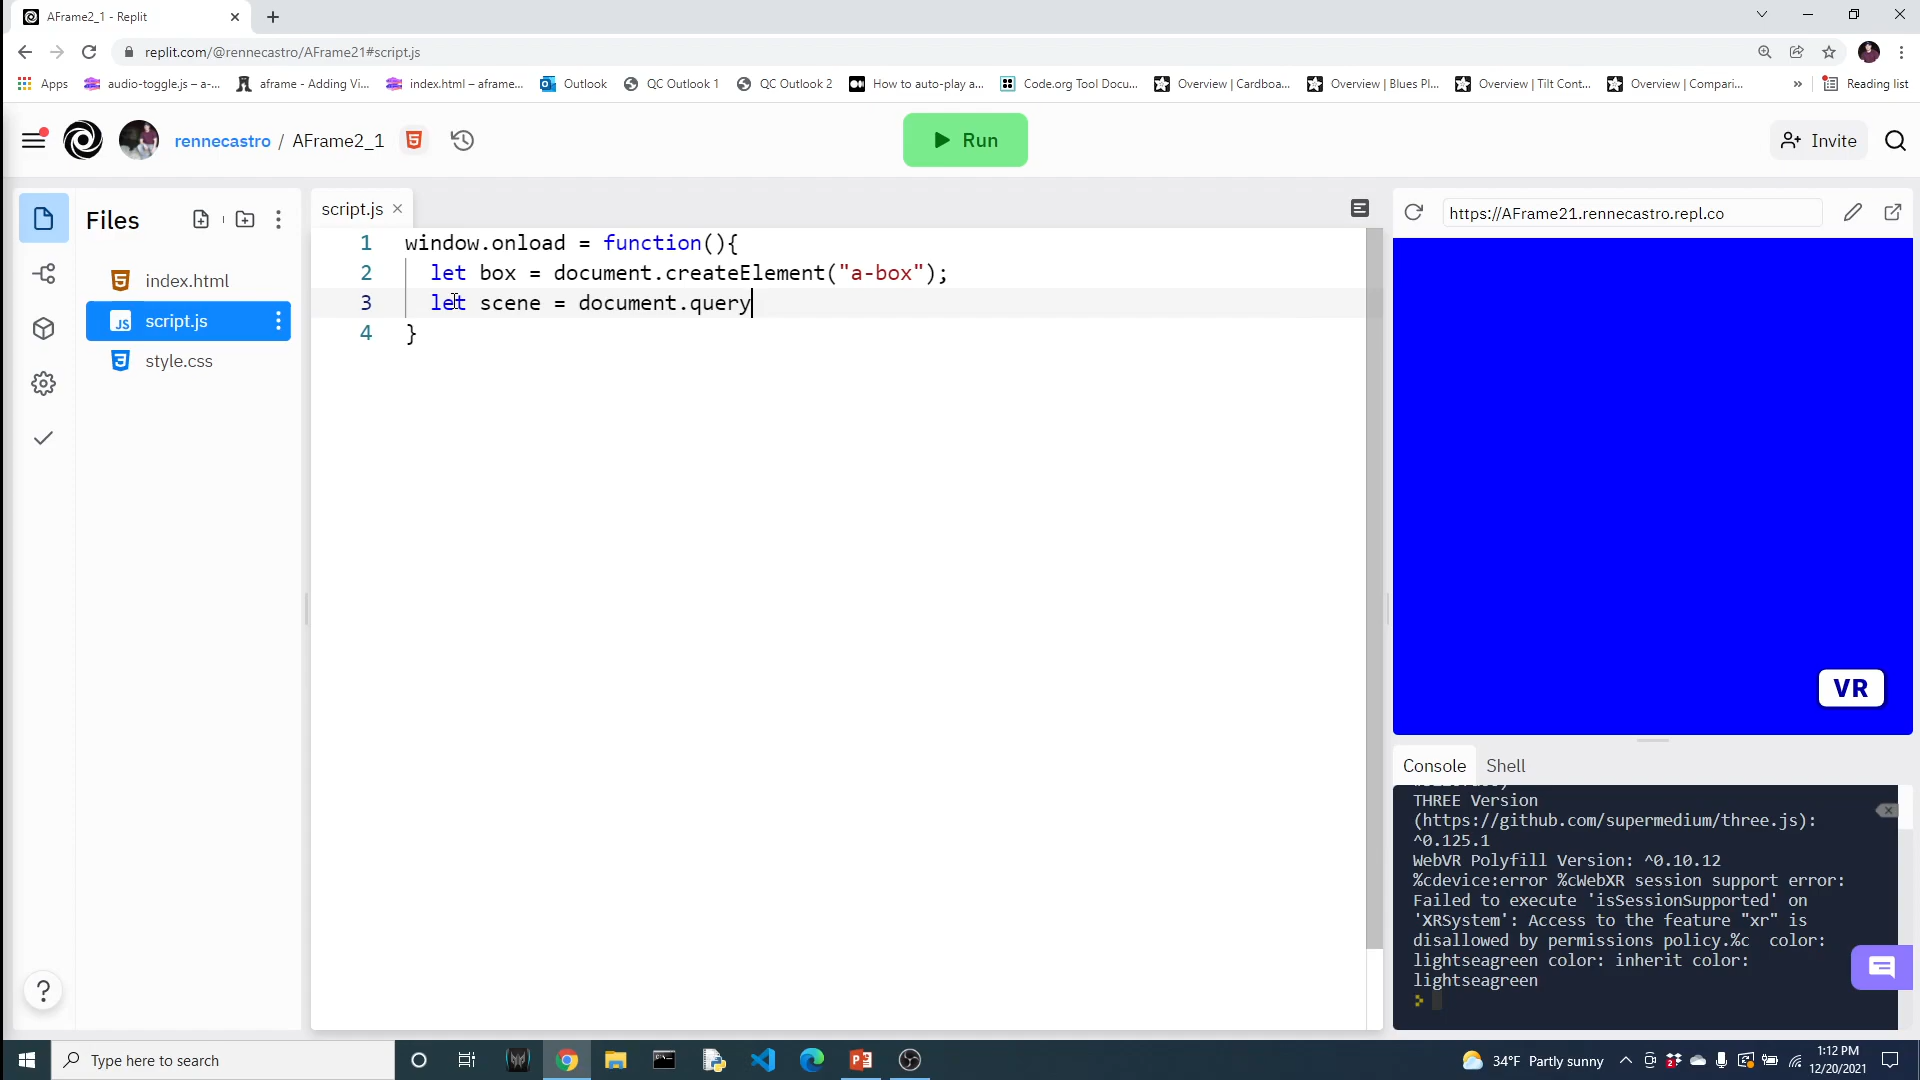 AFrame2_1 - Replit
replit.com/@rennecastro/AFrame21#script.js
Apps
audio-toggle.js – a-...
aframe - Adding Vi...
index.html – aframe...
Outlook
QC Outlook 1
QC Outlook 2
How to auto-play a...
Code.org Tool Docu...
Overview | Cardboa...
Overview | Blues Pl...
Overview | Tilt Cont...
Overview | Compari...
»
Reading list
rennecastro / AFrame2_1
Run
Invite
Files
index.html
script.js
style.css
script.js
1 window.onload = function(){
2 let box = document.createElement("a-box");
3 let scene = document.query
4 }
https://AFrame21.rennecastro.repl.co
VR
Console
Shell
THREE Version
(https://github.com/supermedium/three.js):
^0.125.1
WebVR Polyfill Version: ^0.10.12
%cdevice:error %cWebXR session support error:
Failed to execute 'isSessionSupported' on
'XRSystem': Access to the feature "xr" is
disallowed by permissions policy.%c color:
lightseagreen color: inherit color:
lightseagreen
?
Type here to search
34°F Partly sunny
1:12 PM
12/20/2021